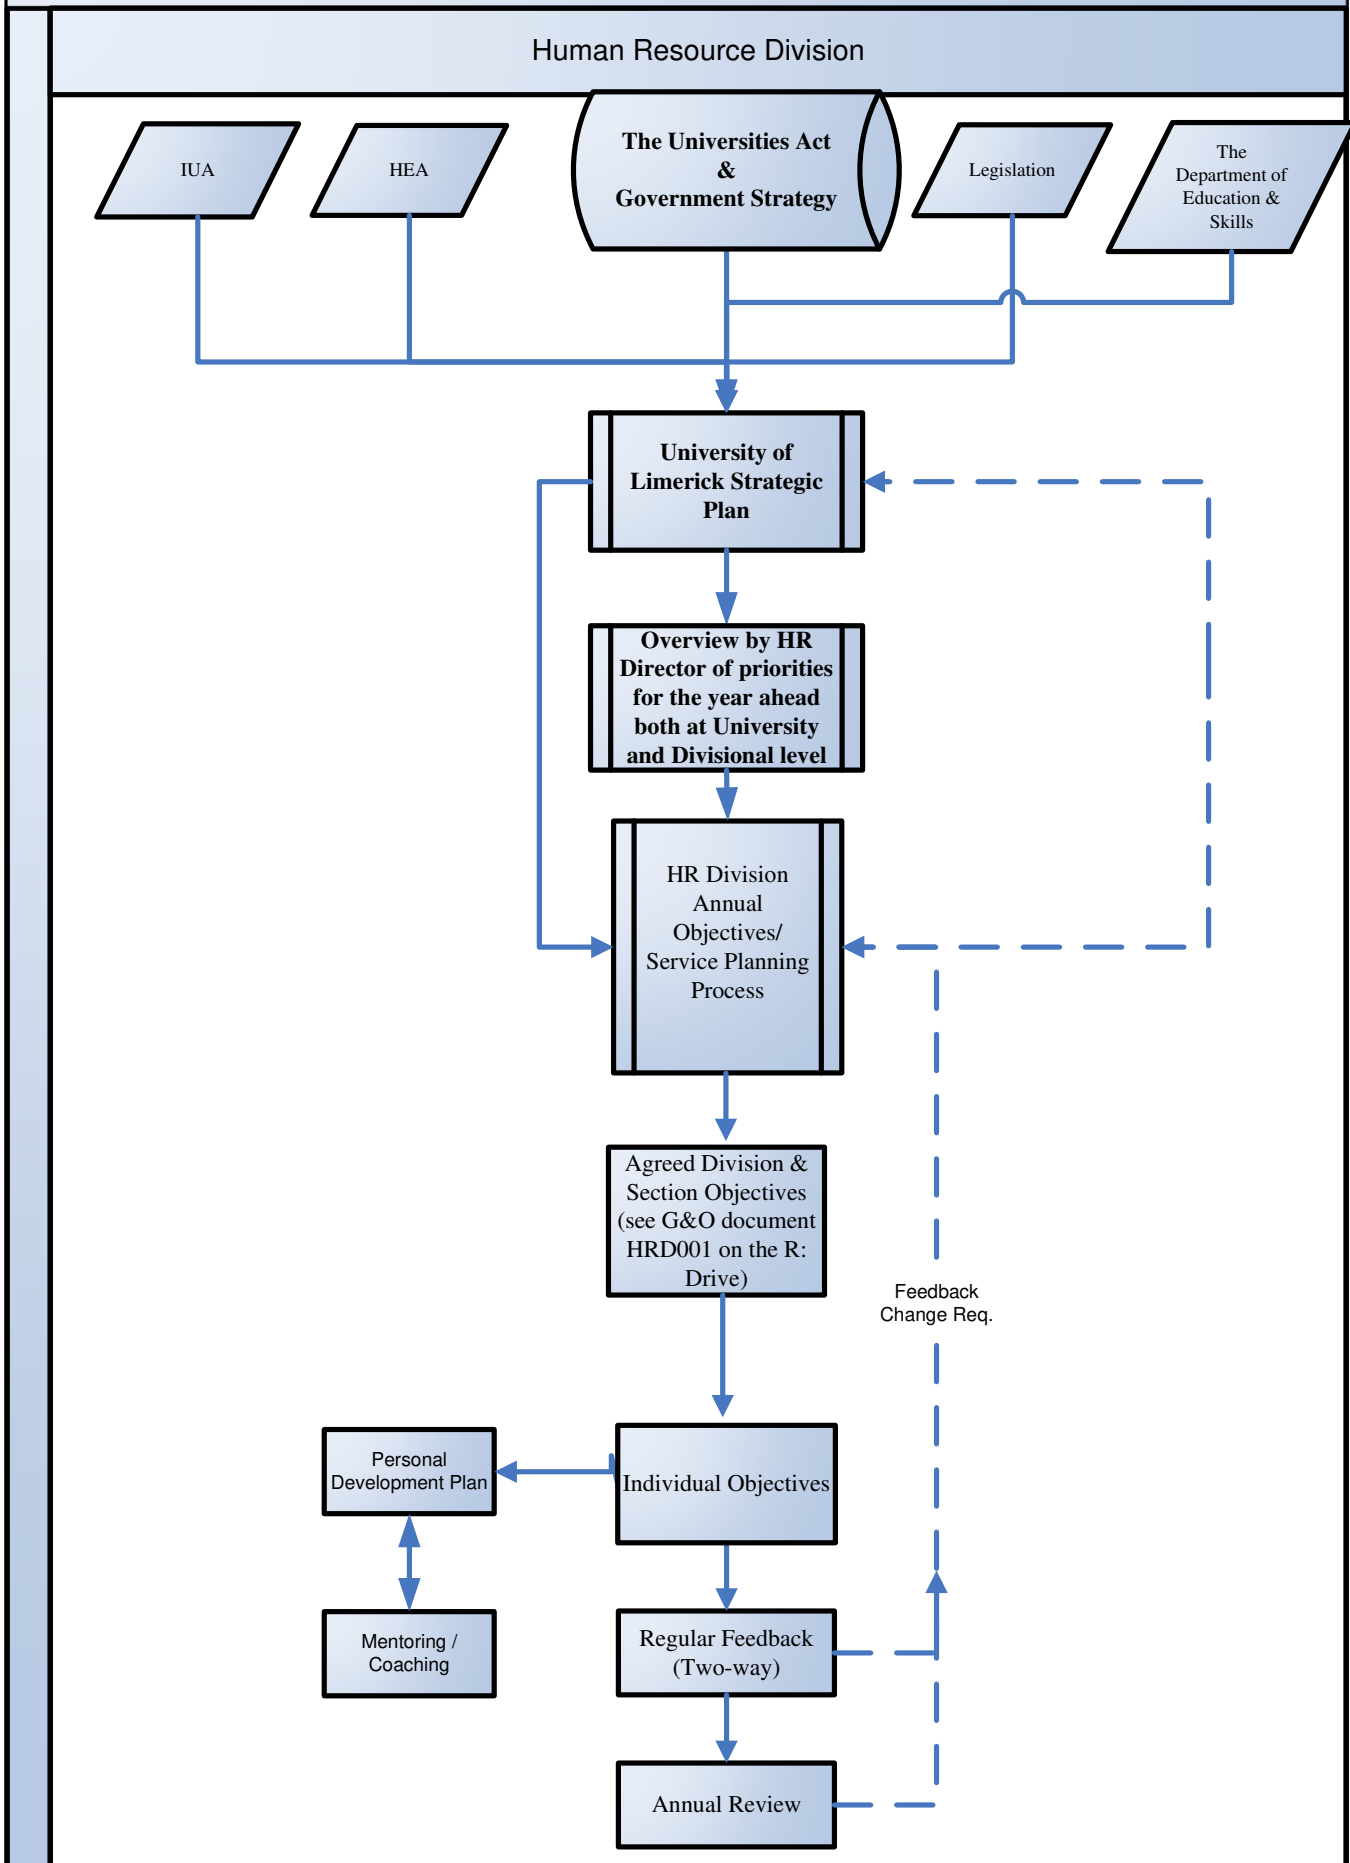 Human Resource Division
IUA
HEA
The Universities Act
&
Government Strategy
Legislation
The
Department of
Education &
Skills
University of
Limerick Strategic
Plan
Overview by HR
Director of priorities
for the year ahead
both at University
and Divisional level
HR Division
Annual
Objectives/
Service Planning
Process
Agreed Division &
Section Objectives
(see G&O document
HRD001 on the R:
Drive)
Feedback
Change Req.
Personal
Development Plan
Individual Objectives
Mentoring /
Coaching
Regular Feedback
(Two-way)
Annual Review